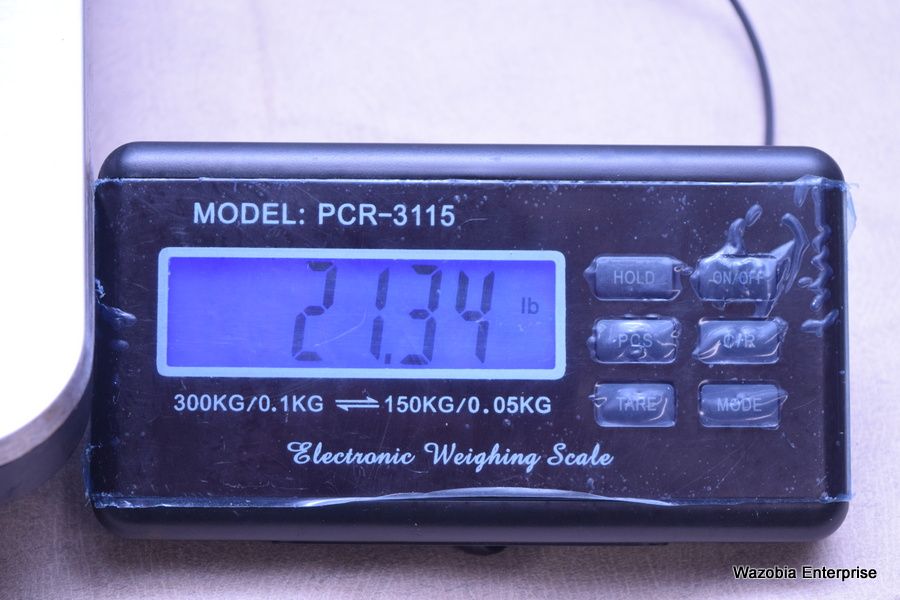 MODEL: PCR-3115
21.34 lb
HOLD ON/OFF
PCS C/R
TARE MODE
300KG/0.1KG ⇌ 150KG/0.05KG
Electronic Weighing Scale
Wazobia Enterprise